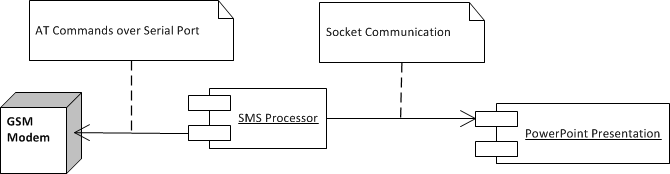 AT Commands over Serial Port
Socket Communication
GSM
Modem
SMS Processor
PowerPoint Presentation